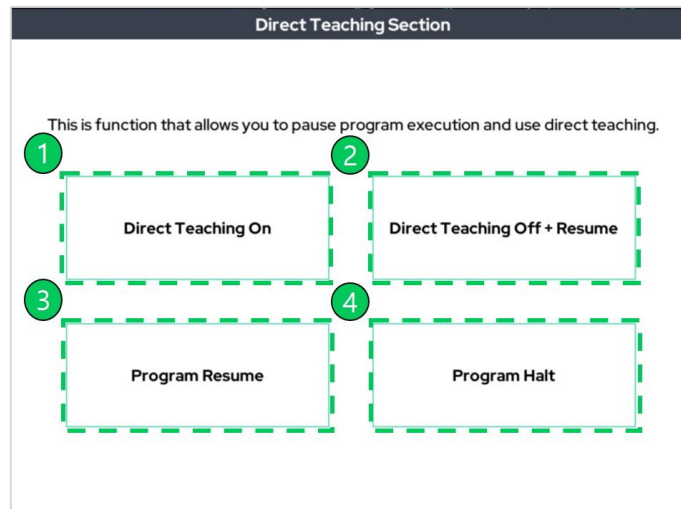 Direct Teaching Section
This is function that allows you to pause program execution and use direct teaching.
1
2
Direct Teaching On
Direct Teaching Off + Resume
3
4
Program Resume
Program Halt